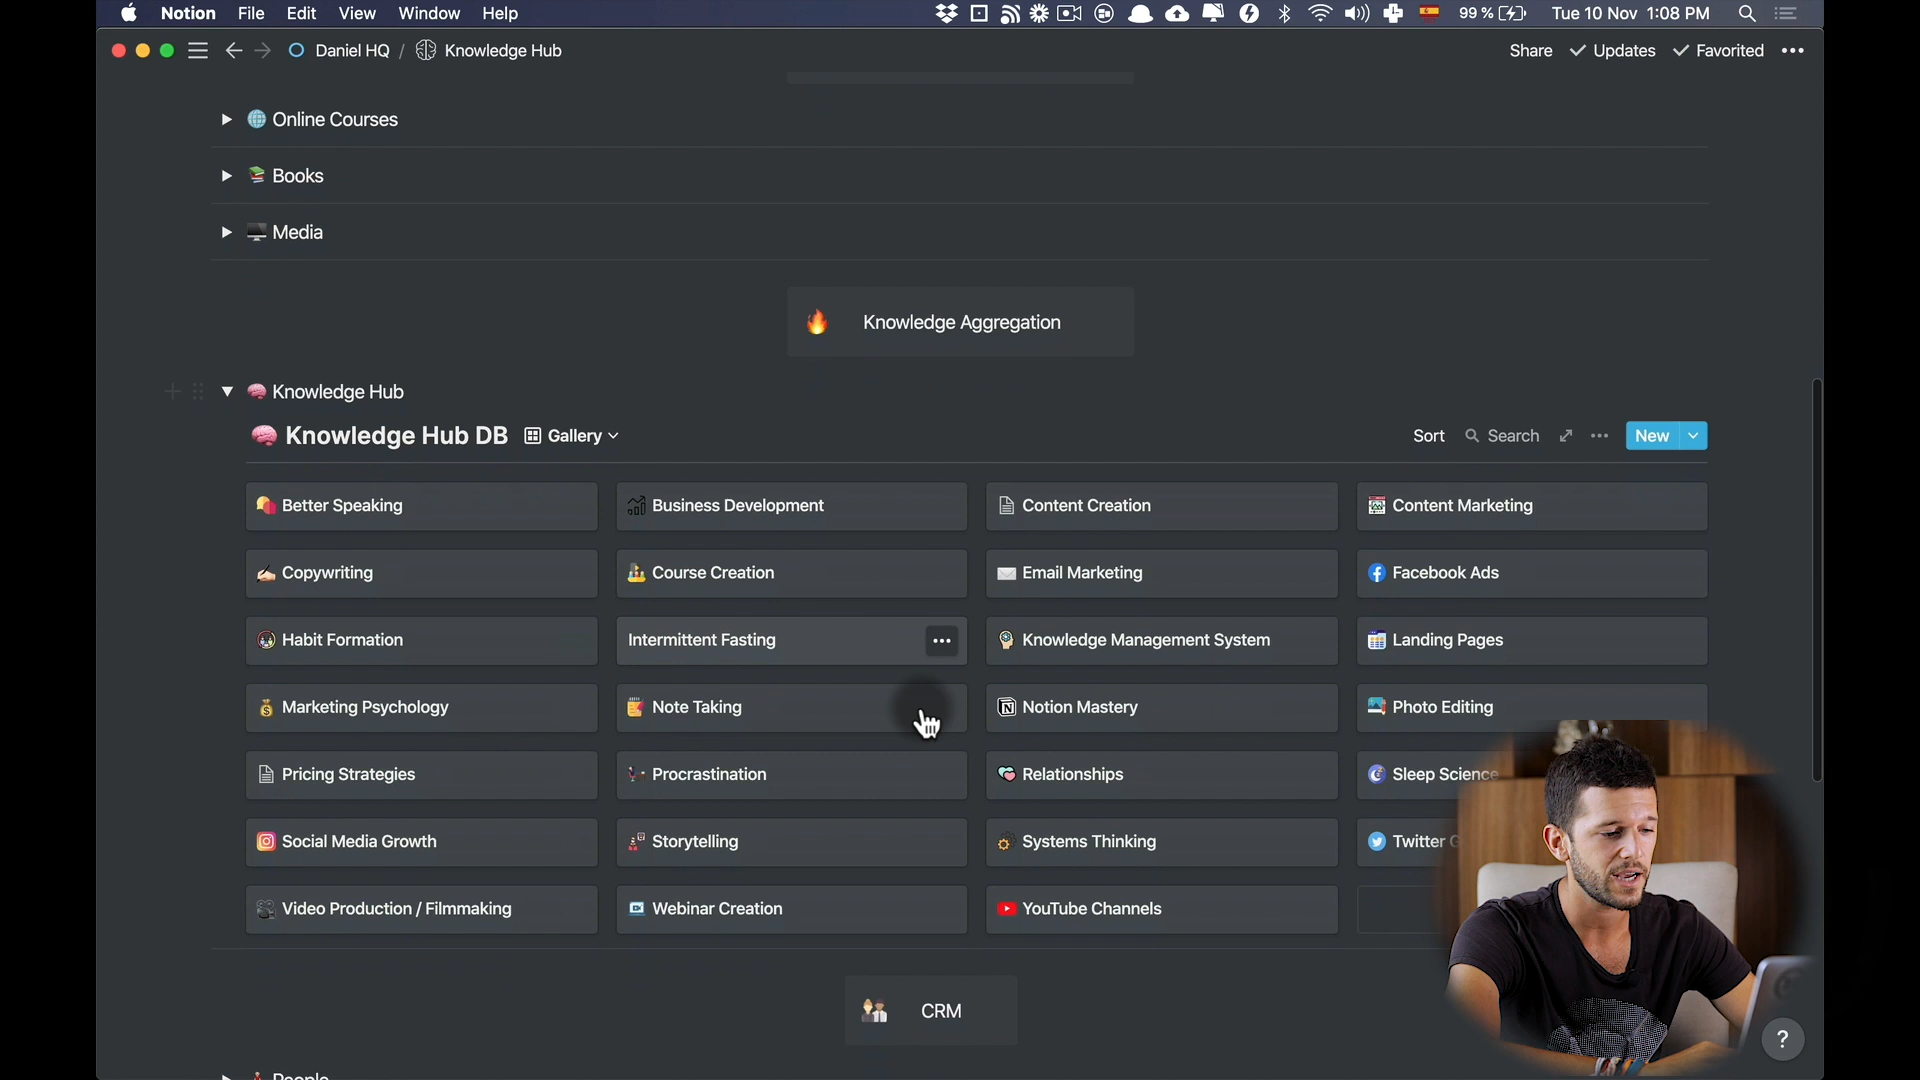 Notion File Edit View Window Help 99 % Tue 10 Nov 1:08 PM
Daniel HQ / Knowledge Hub Share Updates Favorited
Online Courses
Books
Media
Knowledge Aggregation
Knowledge Hub
Knowledge Hub DB Gallery Sort Search New
Better Speaking Business Development Content Creation Content Marketing
Copywriting Course Creation Email Marketing Facebook Ads
Habit Formation Intermittent Fasting Knowledge Management System Landing Pages
Marketing Psychology Note Taking Notion Mastery Photo Editing
Pricing Strategies Procrastination Relationships Sleep Science
Social Media Growth Storytelling Systems Thinking Twitter G
Video Production / Filmmaking Webinar Creation YouTube Channels
CRM
People
?